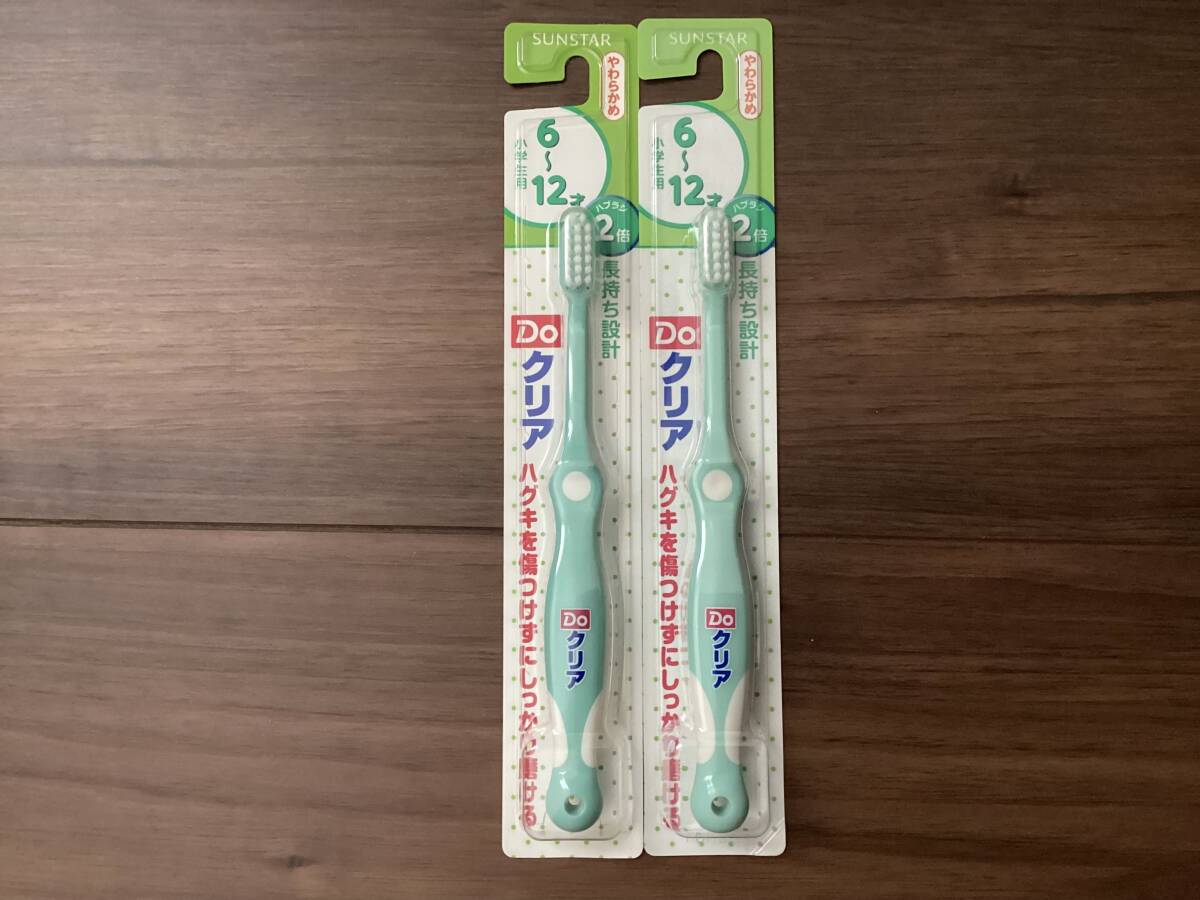 SUNSTAR
やわらかめ
6〜12才
小学生用
ハブラシ
2倍
長持ち設計
Do
クリア
ハグキを傷つけずにしっかり磨ける
Do
クリア
SUNSTAR
やわらかめ
6〜12才
小学生用
ハブラシ
2倍
長持ち設計
Do
クリア
ハグキを傷つけずにしっかり磨ける
Do
クリア